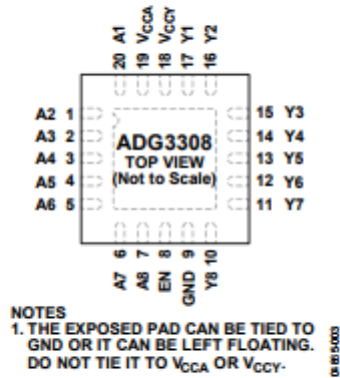 A1
VCCA
VCCY
Y1
Y2
20 19 18 17 16
A2 1
A3 2
A4 3
A5 4
A6 5
ADG3308
TOP VIEW
(Not to Scale)
15 Y3
14 Y4
13 Y5
12 Y6
11 Y7
6 7 8 9 10
A7
A8
EN
GND
Y8
NOTES
1. THE EXPOSED PAD CAN BE TIED TO
GND OR IT CAN BE LEFT FLOATING.
DO NOT TIE IT TO VCCA OR VCCY.